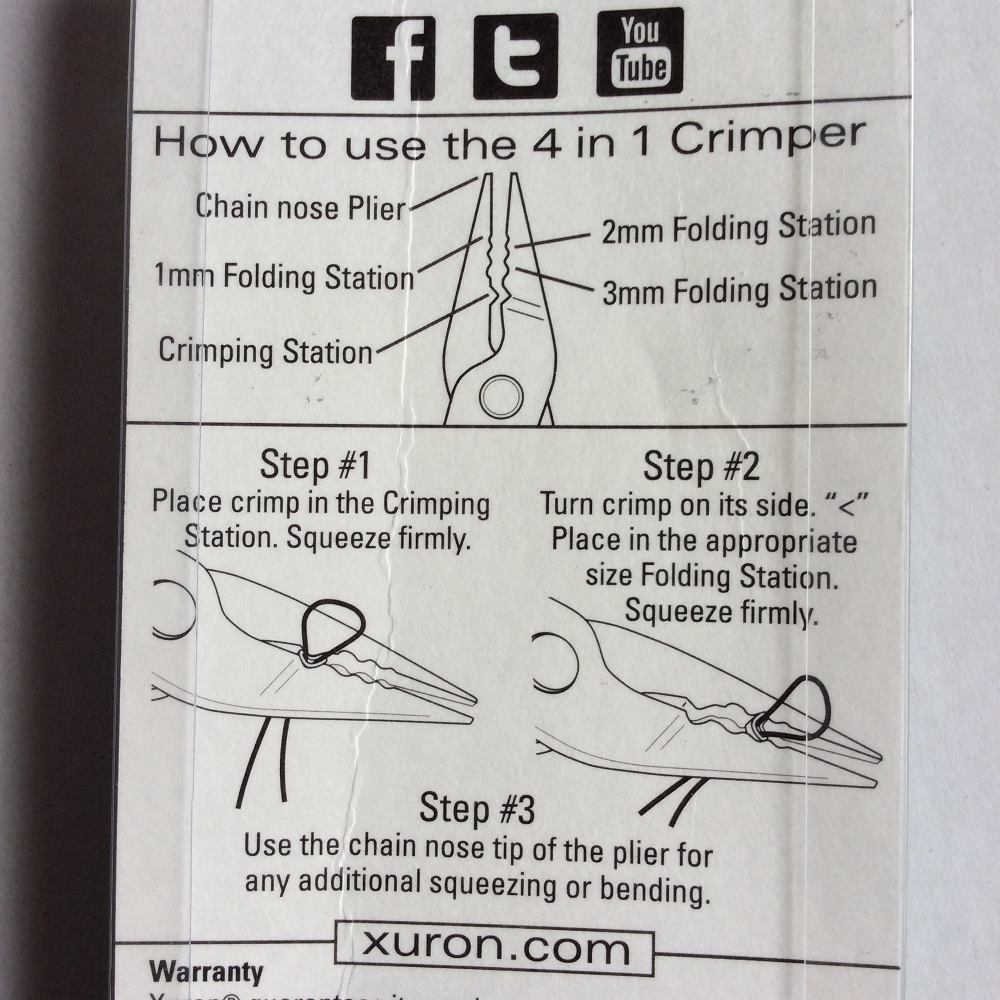 f
t
You
Tube
How to use the 4 in 1 Crimper
Chain nose Plier
1mm Folding Station
Crimping Station
2mm Folding Station
3mm Folding Station
Step #1
Place crimp in the Crimping
Station. Squeeze firmly.
Step #2
Turn crimp on its side. “<”
Place in the appropriate
size Folding Station.
Squeeze firmly.
Step #3
Use the chain nose tip of the plier for
any additional squeezing or bending.
xuron.com
Warranty